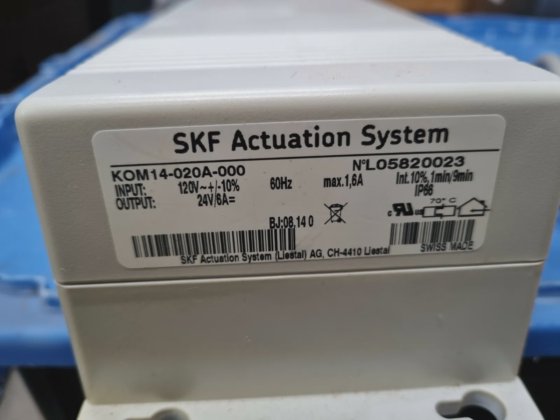 SKF Actuation System
KOM14-020A-000 N°L05820023
INPUT: 120V~+/-10% 60Hz max.1,6A Int.10%,1min/9min
OUTPUT: 24V/6A= IP66
70° C
BJ:08.14 0
SWISS MADE
SKF Actuation System (Liestal) AG, CH-4410 Liestal